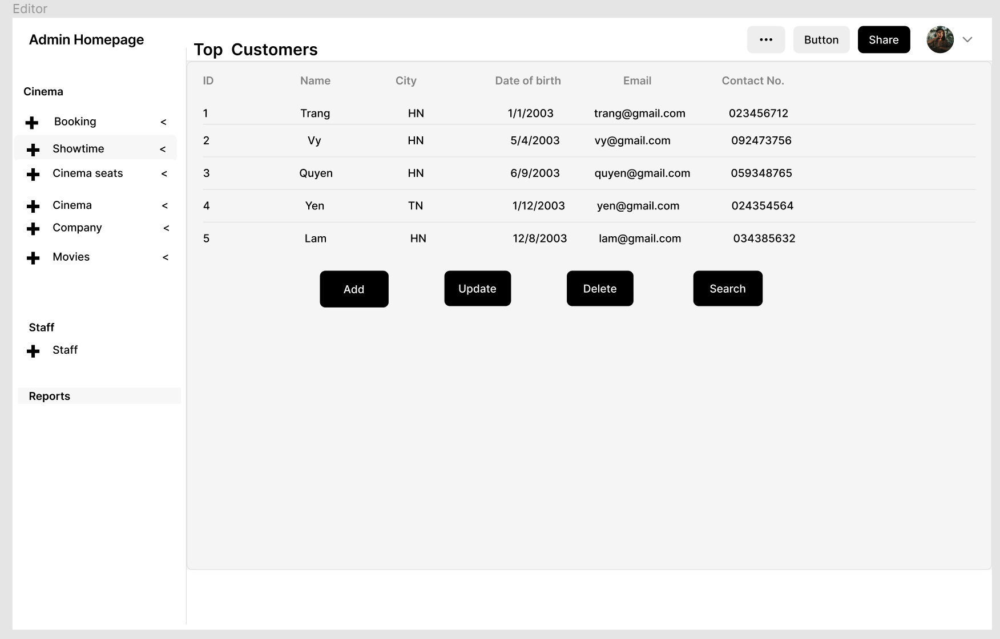 Editor
Admin Homepage
Top Customers
••• Button Share
Cinema
Booking <
Showtime <
Cinema seats <
Cinema <
Company <
Movies <
Staff
Staff
Reports
ID Name City Date of birth Email Contact No.
1 Trang HN 1/1/2003 trang@gmail.com 023456712
2 Vy HN 5/4/2003 vy@gmail.com 092473756
3 Quyen HN 6/9/2003 quyen@gmail.com 059348765
4 Yen TN 1/12/2003 yen@gmail.com 024354564
5 Lam HN 12/8/2003 lam@gmail.com 034385632
Add Update Delete Search